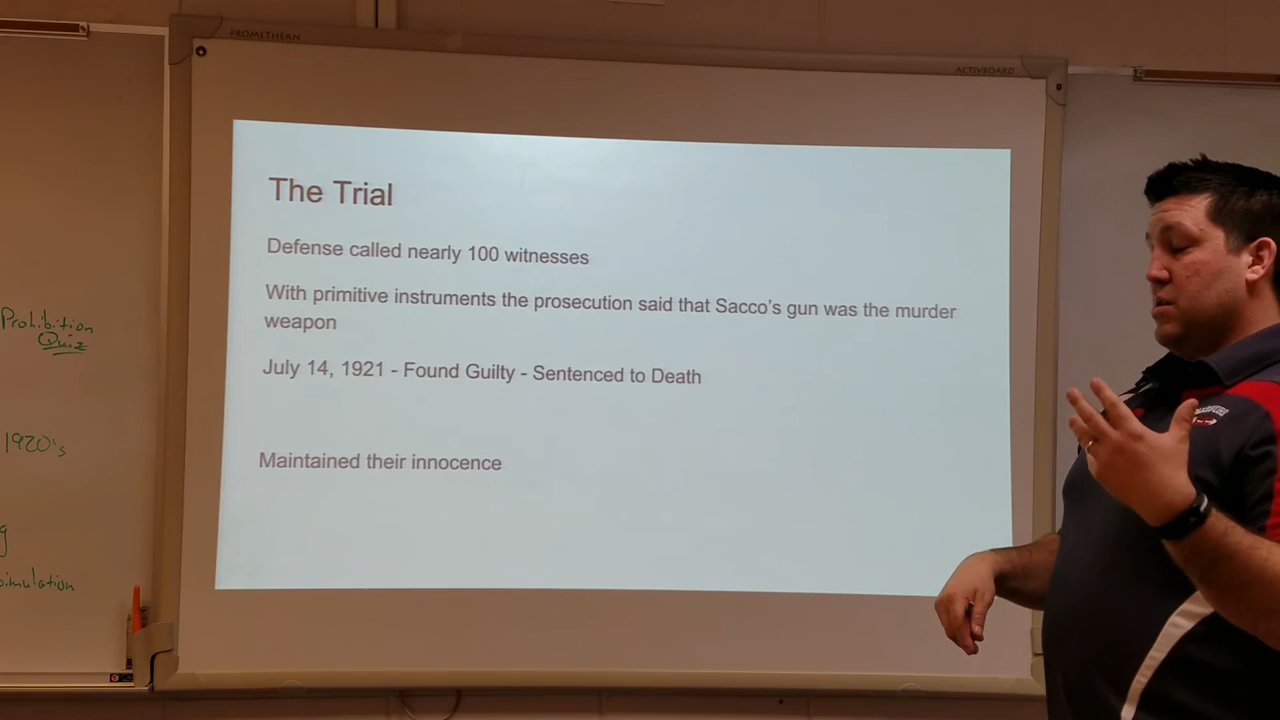 PROMETHEAN
ACTIVBOARD
The Trial
Defense called nearly 100 witnesses
With primitive instruments the prosecution said that Sacco's gun was the murder
weapon
July 14, 1921 - Found Guilty - Sentenced to Death
Maintained their innocence
Prohibition
Quiz
1920's